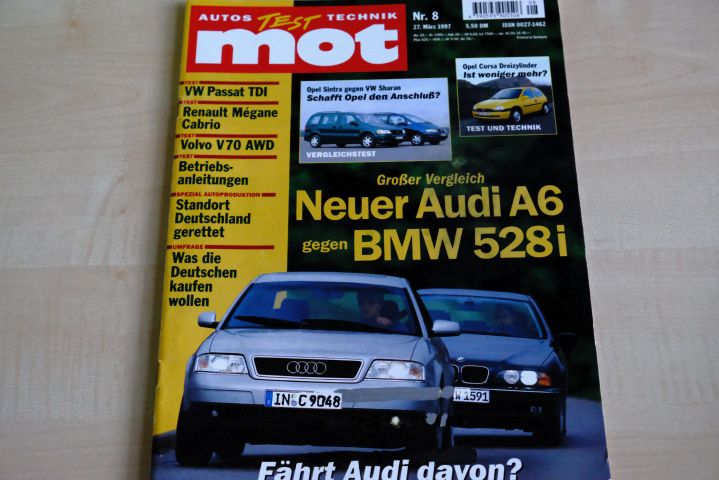 AUTOS TEST TECHNIK
mot
Nr. 8
27. März 1997
5,50 DM
ISSN 0027-1462
08
TEST
VW Passat TDI
TEST
Renault Mégane
Cabrio
TEST
Volvo V70 AWD
TEST
Betriebs-
anleitungen
SPEZIAL AUTOPRODUKTION
Standort
Deutschland
gerettet
UMFRAGE
Was die
Deutschen
kaufen
wollen
Opel Sintra gegen VW Sharan
Schafft Opel den Anschluß?
VERGLEICHSTEST
Opel Corsa Dreizylinder
Ist weniger mehr?
TEST UND TECHNIK
Großer Vergleich
Neuer Audi A6
gegen BMW 528i
IN C 9048
W 1591
Fährt Audi davon?